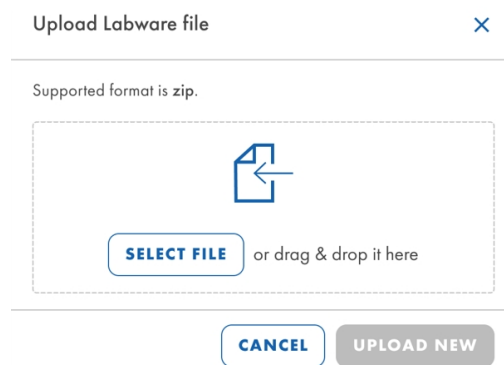 Upload Labware file
Supported format is zip.
SELECT FILE or drag & drop it here
CANCEL UPLOAD NEW